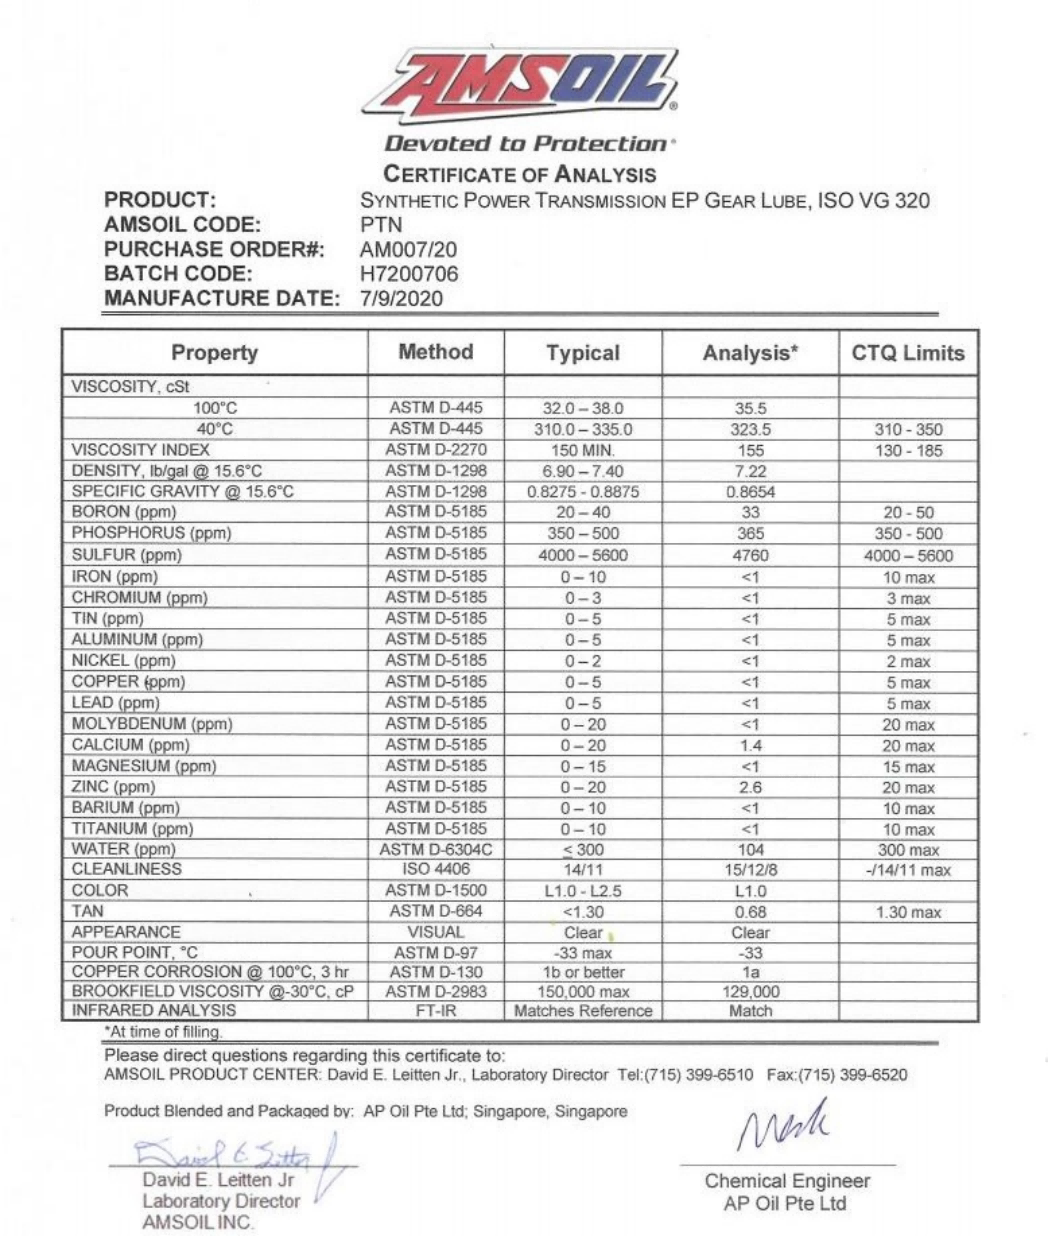 AMSOIL®
Devoted to Protection®
CERTIFICATE OF ANALYSIS
PRODUCT: SYNTHETIC POWER TRANSMISSION EP GEAR LUBE, ISO VG 320
AMSOIL CODE: PTN
PURCHASE ORDER#: AM007/20
BATCH CODE: H7200706
MANUFACTURE DATE: 7/9/2020
Property Method Typical Analysis* CTQ Limits
VISCOSITY, cSt
100°C ASTM D-445 32.0 – 38.0 35.5
40°C ASTM D-445 310.0 – 335.0 323.5 310 - 350
VISCOSITY INDEX ASTM D-2270 150 MIN. 155 130 - 185
DENSITY, lb/gal @ 15.6°C ASTM D-1298 6.90 – 7.40 7.22
SPECIFIC GRAVITY @ 15.6°C ASTM D-1298 0.8275 - 0.8875 0.8654
BORON (ppm) ASTM D-5185 20 – 40 33 20 - 50
PHOSPHORUS (ppm) ASTM D-5185 350 – 500 365 350 - 500
SULFUR (ppm) ASTM D-5185 4000 – 5600 4760 4000 – 5600
IRON (ppm) ASTM D-5185 0 – 10 <1 10 max
CHROMIUM (ppm) ASTM D-5185 0 – 3 <1 3 max
TIN (ppm) ASTM D-5185 0 – 5 <1 5 max
ALUMINUM (ppm) ASTM D-5185 0 – 5 <1 5 max
NICKEL (ppm) ASTM D-5185 0 – 2 <1 2 max
COPPER (ppm) ASTM D-5185 0 – 5 <1 5 max
LEAD (ppm) ASTM D-5185 0 – 5 <1 5 max
MOLYBDENUM (ppm) ASTM D-5185 0 – 20 <1 20 max
CALCIUM (ppm) ASTM D-5185 0 – 20 1.4 20 max
MAGNESIUM (ppm) ASTM D-5185 0 – 15 <1 15 max
ZINC (ppm) ASTM D-5185 0 – 20 2.6 20 max
BARIUM (ppm) ASTM D-5185 0 – 10 <1 10 max
TITANIUM (ppm) ASTM D-5185 0 – 10 <1 10 max
WATER (ppm) ASTM D-6304C ≤ 300 104 300 max
CLEANLINESS ISO 4406 14/11 15/12/8 -/14/11 max
COLOR ASTM D-1500 L1.0 - L2.5 L1.0
TAN ASTM D-664 <1.30 0.68 1.30 max
APPEARANCE VISUAL Clear Clear
POUR POINT, °C ASTM D-97 -33 max -33
COPPER CORROSION @ 100°C, 3 hr ASTM D-130 1b or better 1a
BROOKFIELD VISCOSITY @-30°C, cP ASTM D-2983 150,000 max 129,000
INFRARED ANALYSIS FT-IR Matches Reference Match
*At time of filling.
Please direct questions regarding this certificate to:
AMSOIL PRODUCT CENTER: David E. Leitten Jr., Laboratory Director Tel:(715) 399-6510 Fax:(715) 399-6520
Product Blended and Packaged by: AP Oil Pte Ltd; Singapore, Singapore
David E. Leitten Jr
Laboratory Director
AMSOIL INC.
Chemical Engineer
AP Oil Pte Ltd